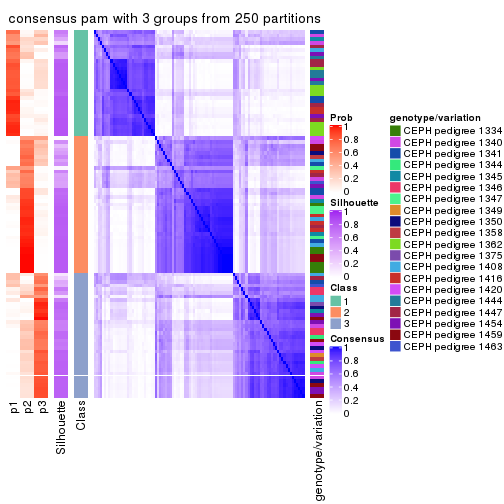 consensus pam with 3 groups from 250 partitions
Prob
1
0.8
0.6
0.4
0.2
0
Silhouette
1
0.8
0.6
0.4
0.2
0
Class
1
2
3
Consensus
1
0.8
0.6
0.4
0.2
0
genotype/variation
CEPH pedigree 1334
CEPH pedigree 1340
CEPH pedigree 1341
CEPH pedigree 1344
CEPH pedigree 1345
CEPH pedigree 1346
CEPH pedigree 1347
CEPH pedigree 1349
CEPH pedigree 1350
CEPH pedigree 1358
CEPH pedigree 1362
CEPH pedigree 1375
CEPH pedigree 1408
CEPH pedigree 1416
CEPH pedigree 1420
CEPH pedigree 1444
CEPH pedigree 1447
CEPH pedigree 1454
CEPH pedigree 1459
CEPH pedigree 1463
p1
p2
p3
Silhouette
Class
genotype/variation